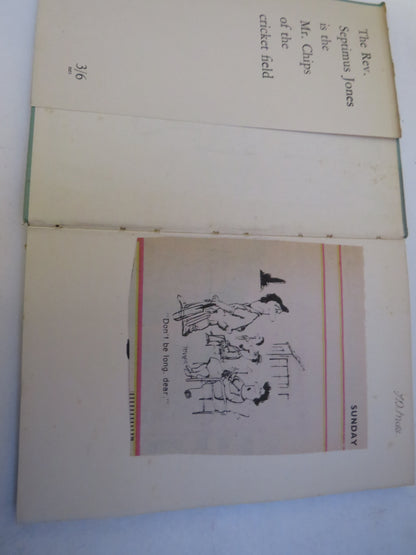 The Rev.
Septimus Jones
is the
Mr. Chips
of the
cricket field
3/6
NET
SUNDAY
"Don't be long, dear."